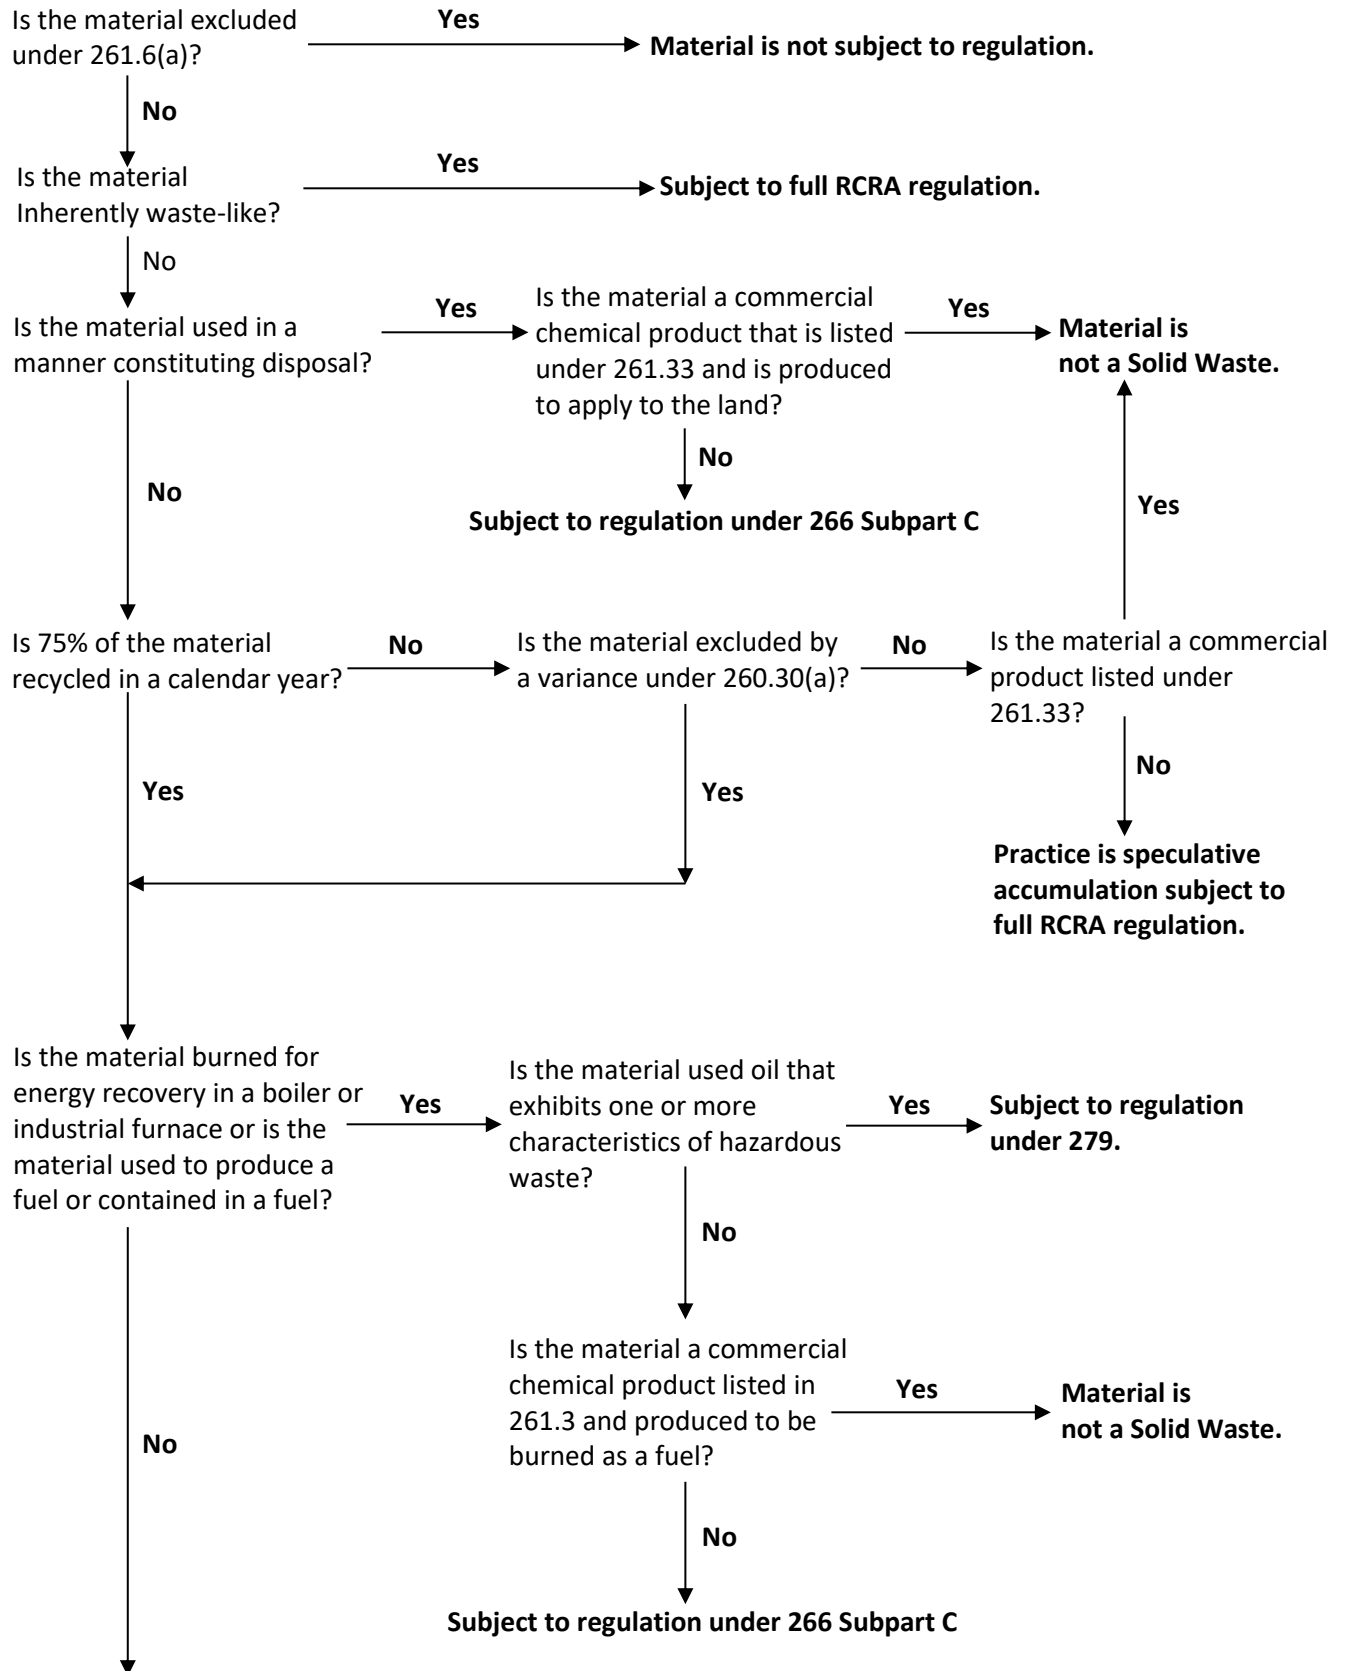 Is the material excluded
under 261.6(a)?
Yes
Material is not subject to regulation.
No
Is the material
Inherently waste-like?
Yes
Subject to full RCRA regulation.
No
Is the material used in a
manner constituting disposal?
Yes
Is the material a commercial
chemical product that is listed
under 261.33 and is produced
to apply to the land?
Yes
Material is
not a Solid Waste.
No
Subject to regulation under 266 Subpart C
No
Yes
Is 75% of the material
recycled in a calendar year?
No
Is the material excluded by
a variance under 260.30(a)?
No
Is the material a commercial
product listed under
261.33?
Yes
Yes
No
Practice is speculative
accumulation subject to
full RCRA regulation.
Is the material burned for
energy recovery in a boiler or
industrial furnace or is the
material used to produce a
fuel or contained in a fuel?
Yes
Is the material used oil that
exhibits one or more
characteristics of hazardous
waste?
Yes
Subject to regulation
under 279.
No
Is the material a commercial
chemical product listed in
261.3 and produced to be
burned as a fuel?
Yes
Material is
not a Solid Waste.
No
No
Subject to regulation under 266 Subpart C